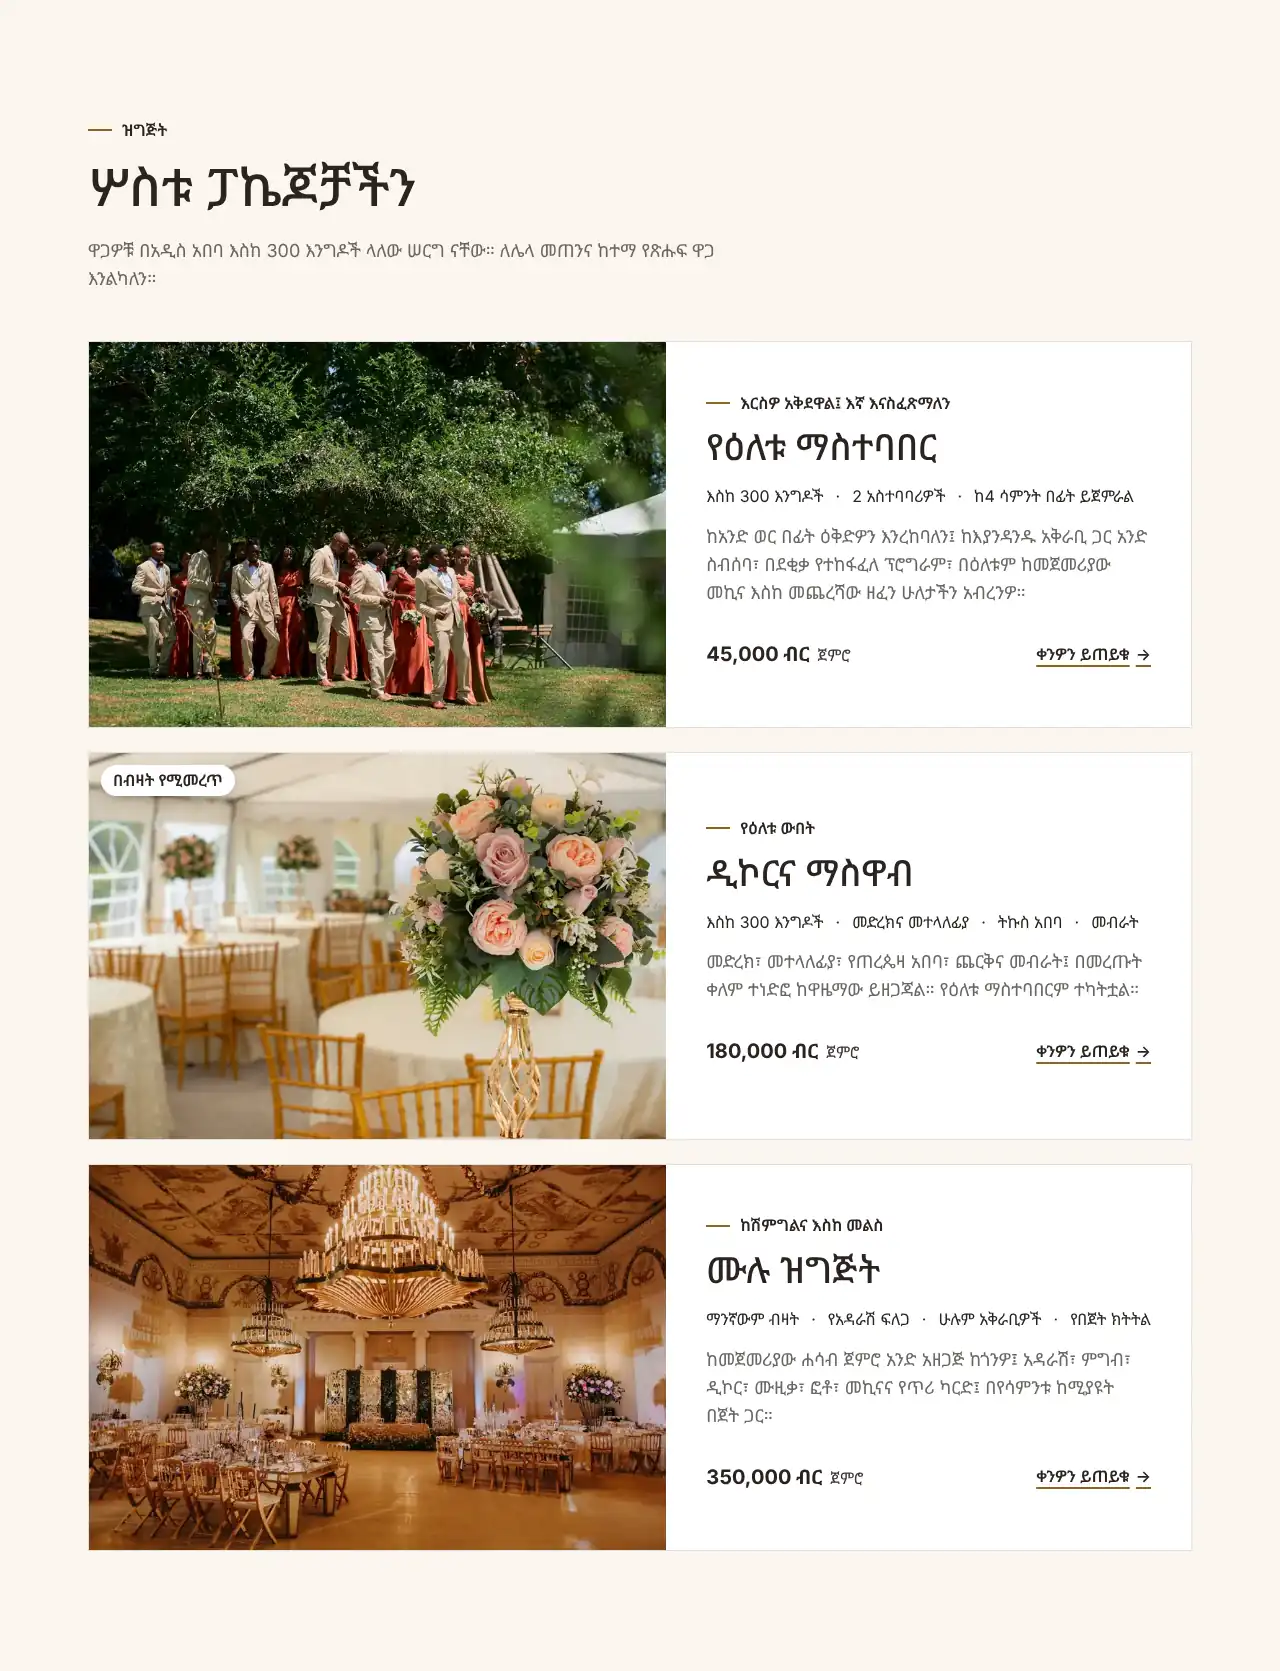 ዝግጅት
ሦስቱ ፓኬጆቻችን
ዋጋዎቹ በአዲስ አበባ እስከ 300 እንግዶች ላለው ሠርግ ናቸው። ለሌላ መጠንና ከተማ የጽሑፍ ዋጋ
እንልካለን።
እርስዎ አቅደዋል፤ እኛ እናስፈጽማለን
የዕለቱ ማስተባበር
እስከ 300 እንግዶች · 2 አስተባባሪዎች · ከ4 ሳምንት በፊት ይጀምራል
ከአንድ ወር በፊት ዕቅድዎን እንረከባለን፤ ከእያንዳንዱ አቅራቢ ጋር አንድ
ስብሰባ፣ በደቂቃ የተከፋፈለ ፕሮግራም፣ በዕለቱም ከመጀመሪያው
መኪና እስከ መጨረሻው ዘፈን ሁለታችን አብረንዎ።
45,000 ብር ጀምሮ
ቀንዎን ይጠይቁ →
በብዛት የሚመረጥ
የዕለቱ ውበት
ዲኮርና ማስዋብ
እስከ 300 እንግዶች · መድረክና መተላለፊያ · ትኩስ አበባ · መብራት
መድረክ፣ መተላለፊያ፣ የጠረጴዛ አበባ፣ ጨርቅና መብራት፤ በመረጡት
ቀለም ተነድፎ ከዋዜማው ይዘጋጃል። የዕለቱ ማስተባበርም ተካትቷል።
180,000 ብር ጀምሮ
ቀንዎን ይጠይቁ →
ከሽምግልና እስከ መልስ
ሙሉ ዝግጅት
ማንኛውም ብዛት · የአዳራሽ ፍለጋ · ሁሉም አቅራቢዎች · የበጀት ክትትል
ከመጀመሪያው ሐሳብ ጀምሮ አንድ አዘጋጅ ከጎንዎ፤ አዳራሽ፣ ምግብ፣
ዲኮር፣ ሙዚቃ፣ ፎቶ፣ መኪናና የጥሪ ካርድ፤ በየሳምንቱ ከሚያዩት
በጀት ጋር።
350,000 ብር ጀምሮ
ቀንዎን ይጠይቁ →